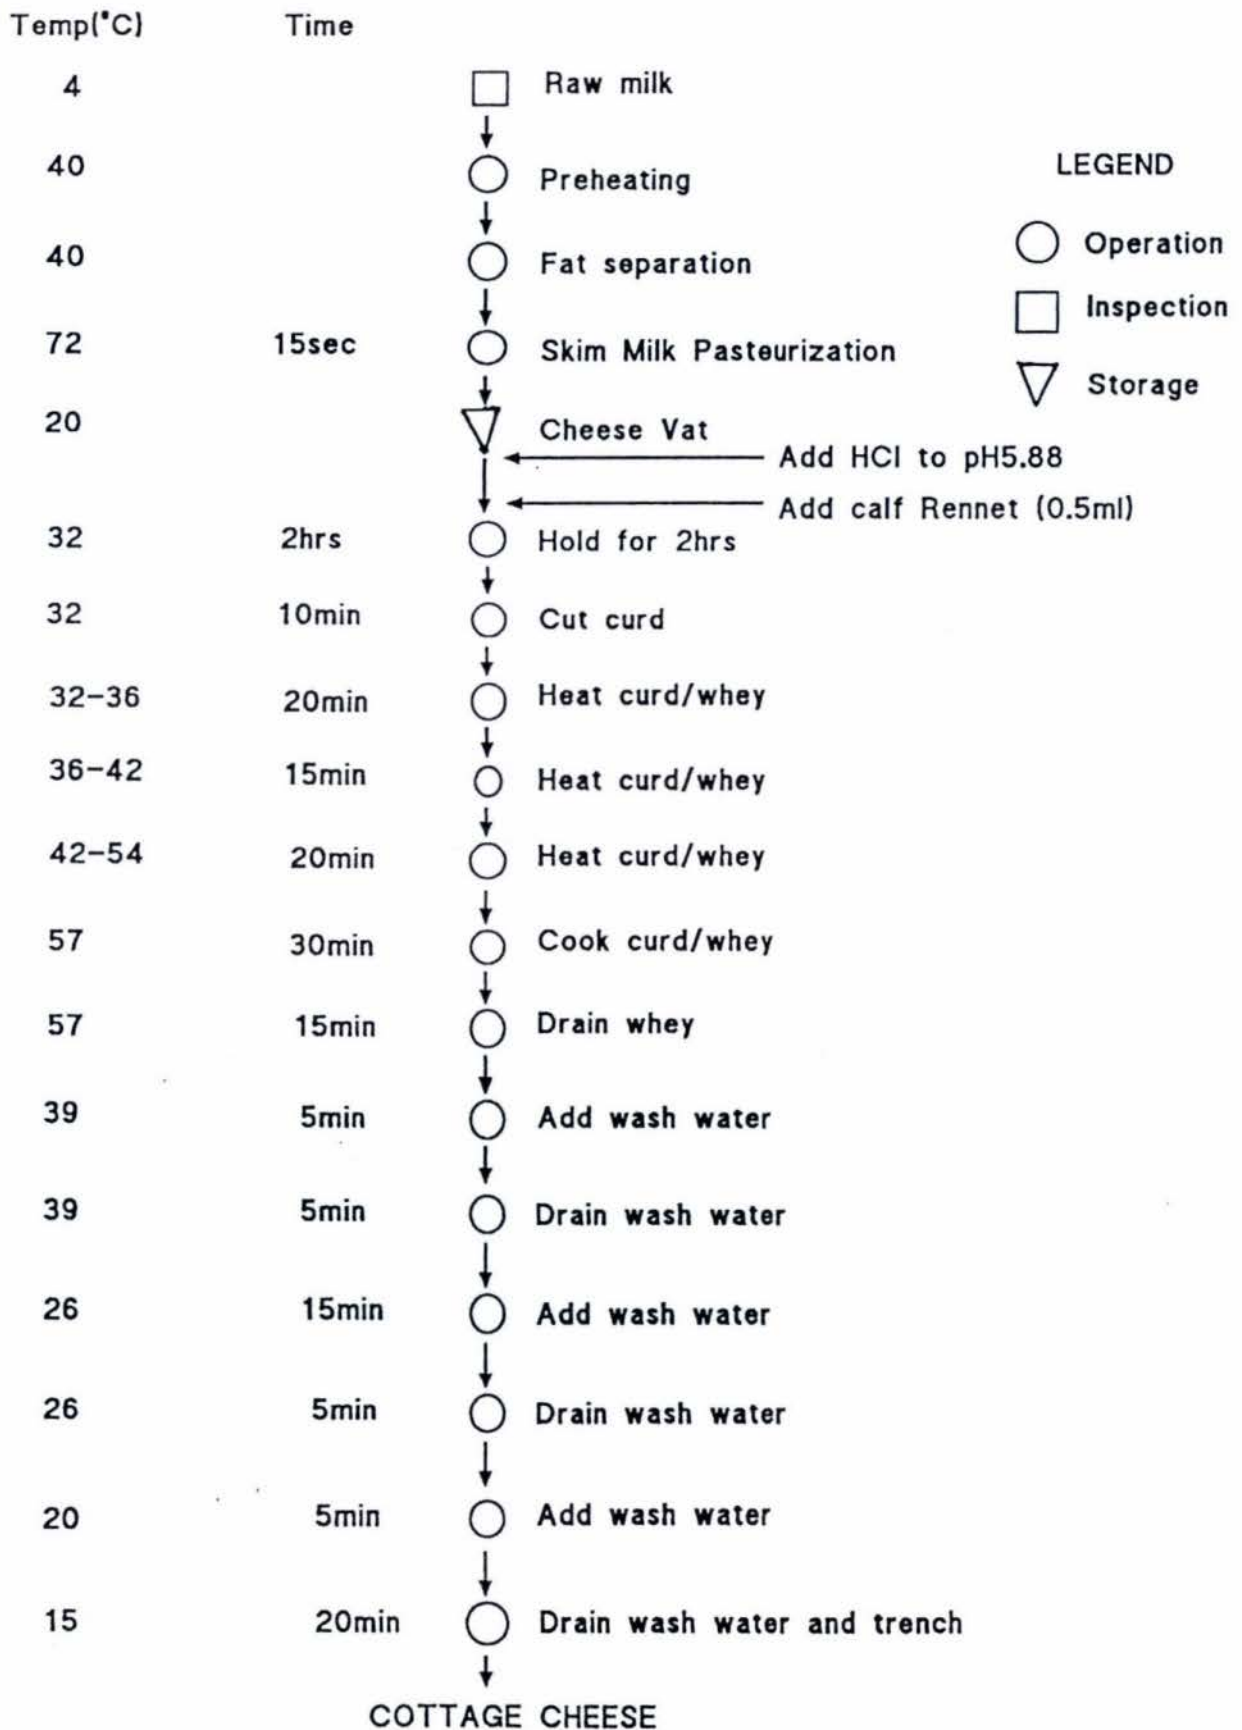 Temp(°C) Time
4 Raw milk
40 Preheating
LEGEND
40 Fat separation
Operation
Inspection
72 15sec Skim Milk Pasteurization
Storage
20 Cheese Vat
Add HCl to pH5.88
Add calf Rennet (0.5ml)
32 2hrs Hold for 2hrs
32 10min Cut curd
32-36 20min Heat curd/whey
36-42 15min Heat curd/whey
42-54 20min Heat curd/whey
57 30min Cook curd/whey
57 15min Drain whey
39 5min Add wash water
39 5min Drain wash water
26 15min Add wash water
26 5min Drain wash water
20 5min Add wash water
15 20min Drain wash water and trench
COTTAGE CHEESE